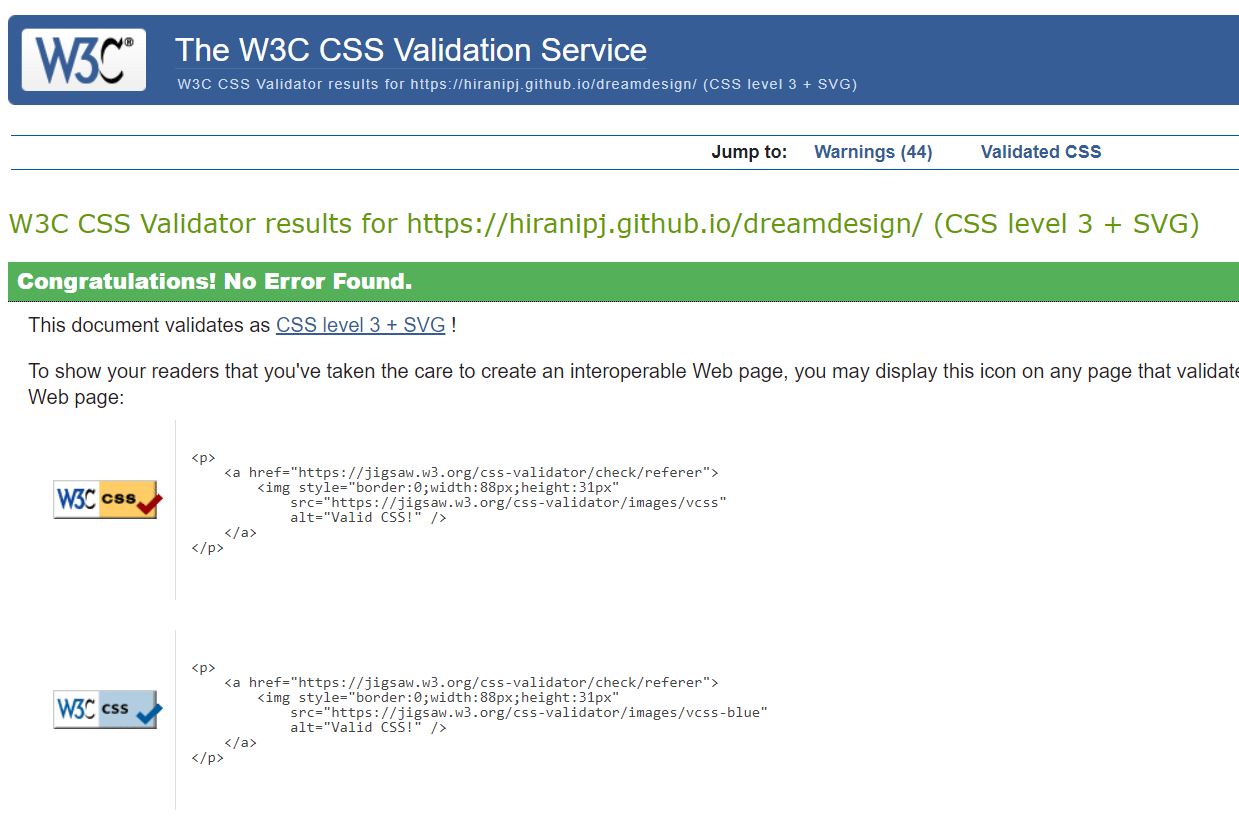 W3C® The W3C CSS Validation Service
W3C CSS Validator results for https://hiranipj.github.io/dreamdesign/ (CSS level 3 + SVG)
Jump to: Warnings (44) Validated CSS
W3C CSS Validator results for https://hiranipj.github.io/dreamdesign/ (CSS level 3 + SVG)
Congratulations! No Error Found.
This document validates as CSS level 3 + SVG !
To show your readers that you've taken the care to create an interoperable Web page, you may display this icon on any page that validate
Web page:
W3C css
<p>
    <a href="https://jigsaw.w3.org/css-validator/check/referer">
        <img style="border:0;width:88px;height:31px"
            src="https://jigsaw.w3.org/css-validator/images/vcss"
            alt="Valid CSS!" />
    </a>
</p>
W3C css
<p>
    <a href="https://jigsaw.w3.org/css-validator/check/referer">
        <img style="border:0;width:88px;height:31px"
            src="https://jigsaw.w3.org/css-validator/images/vcss-blue"
            alt="Valid CSS!" />
    </a>
</p>